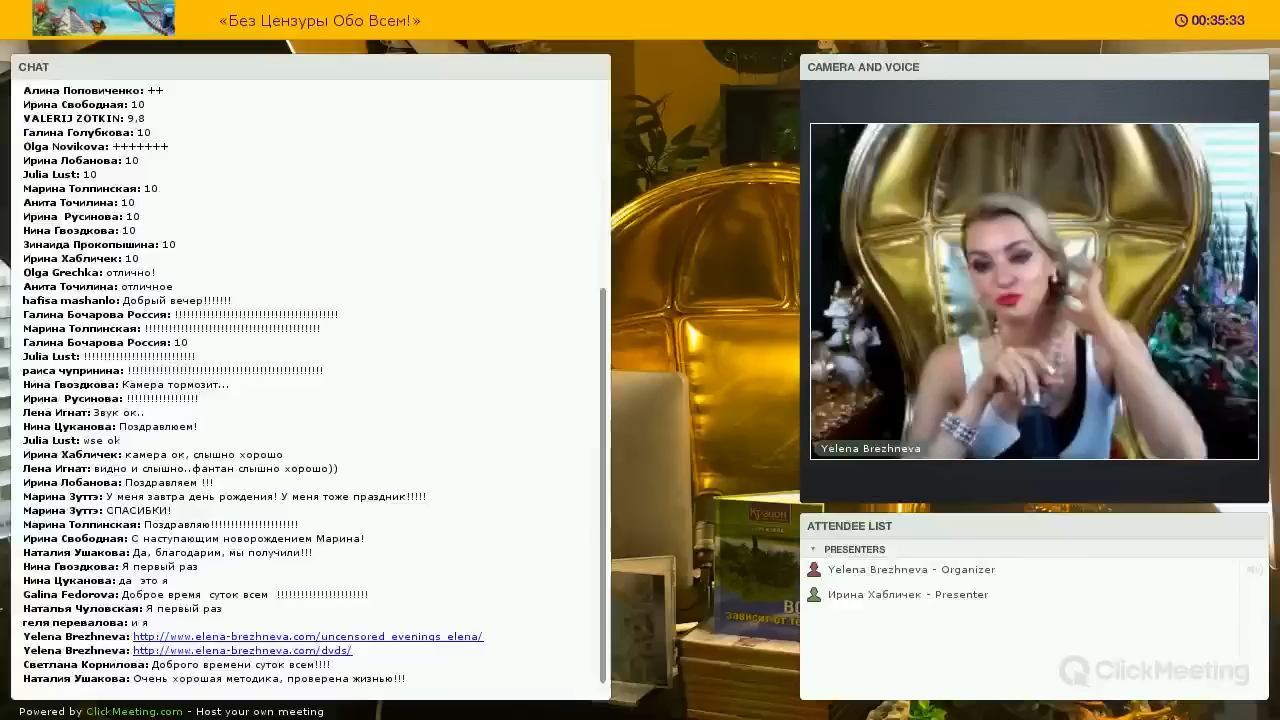 «Без Цензуры Обо Всем!»
00:35:33
CHAT
Алина Поповиченко: ++
Ирина Свободная: 10
VALERIJ ZOTKIN: 9,8
Галина Голубкова: 10
Olga Novikova: +++++++
Ирина Лобанова: 10
Julia Lust: 10
Марина Толпинская: 10
Анита Точилина: 10
Ирина Русинова: 10
Нина Гвоздкова: 10
Зинаида Прокопышина: 10
Ирина Хабличек: 10
Olga Grechka: отлично!
Анита Точилина: отличное
hafisa mashanlo: Добрый вечер!!!!!!!
Галина Бочарова Россия: !!!!!!!!!!!!!!!!!!!!!!!!!!!!!!!!!!!!!!!!!
Марина Толпинская: !!!!!!!!!!!!!!!!!!!!!!!!!!!!!!!!!!!!!!!!!!!!
Галина Бочарова Россия: 10
Julia Lust: !!!!!!!!!!!!!!!!!!!!!!!!!!!!
раиса чупринина: !!!!!!!!!!!!!!!!!!!!!!!!!!!!!!!!!!!!!!!!!!!!!!!!!
Нина Гвоздкова: Камера тормозит...
Ирина Русинова: !!!!!!!!!!!!!!!!!!
Лена Игнат: Звук ок..
Нина Цуканова: Поздравлюем!
Julia Lust: wse ok
Ирина Хабличек: камера ок, слышно хорошо
Лена Игнат: видно и слышно..фантан слышно хорошо))
Ирина Лобанова: Поздравляем !!!
Марина Зуттэ: У меня завтра день рождения! У меня тоже праздник!!!!!
Марина Зуттэ: СПАСИБКИ!
Марина Толпинская: Поздравляю!!!!!!!!!!!!!!!!!!!!!!
Ирина Свободная: С наступающим новорождением Марина!
Наталия Ушакова: Да, благодарим, мы получили!!!
Нина Гвоздкова: Я первый раз
Нина Цуканова: да это я
Galina Fedorova: Доброе время суток всем !!!!!!!!!!!!!!!!!!!!!!!
Наталья Чуловская: Я первый раз
геля перевалова: и я
Yelena Brezhneva: http://www.elena-brezhneva.com/uncensored_evenings_elena/
Yelena Brezhneva: http://www.elena-brezhneva.com/dvds/
Светлана Корнилова: Доброго времени суток всем!!!!
Наталия Ушакова: Очень хорошая методика, проверена жизнью!!!
Powered by ClickMeeting.com - Host your own meeting
CAMERA AND VOICE
Yelena Brezhneva
ATTENDEE LIST
PRESENTERS
Yelena Brezhneva - Organizer
Ирина Хабличек - Presenter
ClickMeeting
Крайон
зависит от